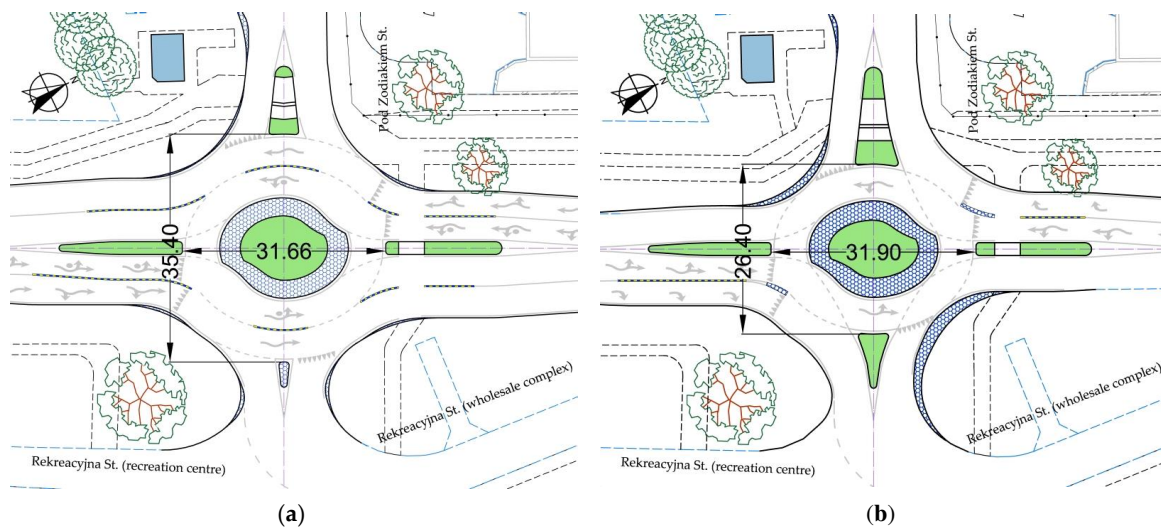 Pod Zodiakiem St.
35.40
31.66
Rekreacyjna St. (wholesale complex)
Rekreacyjna St. (recreation centre)
(a)
Pod Zodiakiem St.
26.40
31.90
Rekreacyjna St. (wholesale complex)
Rekreacyjna St. (recreation centre)
(b)